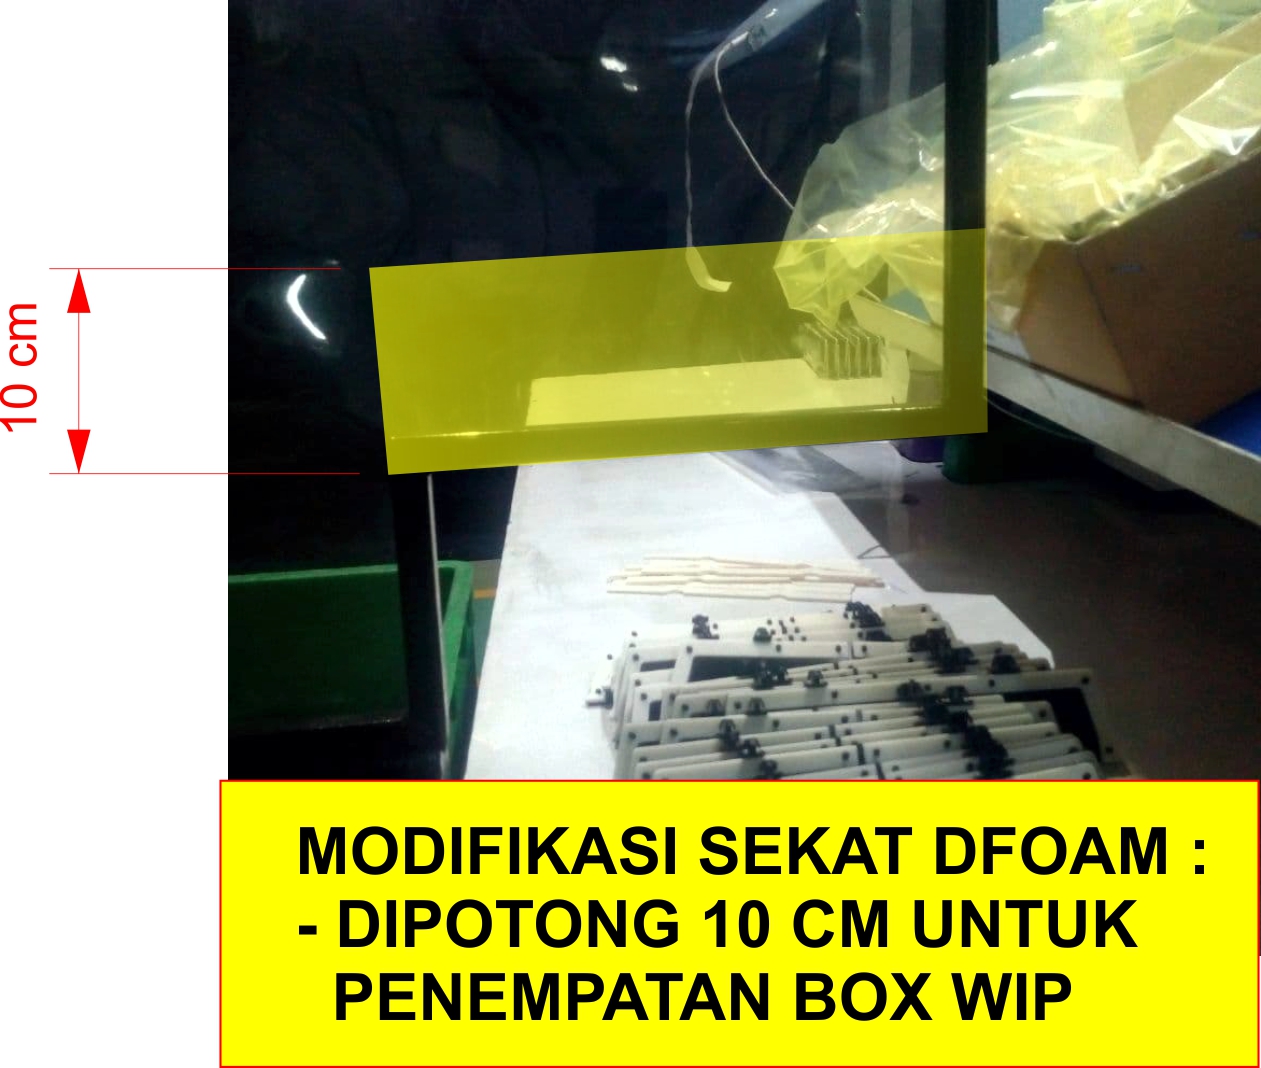 10 cm
MODIFIKASI SEKAT DFOAM :
- DIPOTONG 10 CM UNTUK
PENEMPATAN BOX WIP